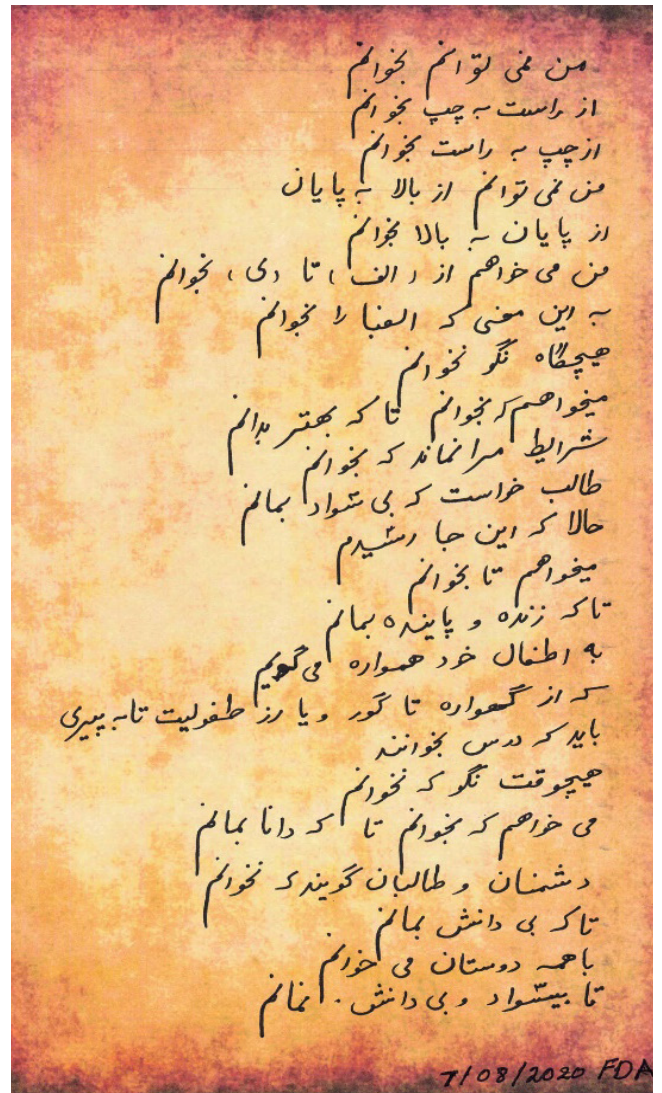 من نمی توانم بخوانم
از راست به چپ بخوانم
از چپ به راست بخوانم
من نمی توانم از بالا به پایان
از پایان به بالا بخوانم
من می خواهم از (الف) تا (ی) بخوانم
به این معنی که الفبا را بخوانم
هیچگاه نگو نخوانم
میخواهم که بخوانم تا که بهتر بدانم
شرایط مرا نماند که بخوانم
طالب خواست که بی سواد بمانم
حالا که این جا رسیدم
میخواهم تا بخوانم
تا که زنده و پاینده بمانم
به اطفال خود همواره می گویم
که از گهواره تا گور و یا از طفولیت تا به پیری
باید که درس بخوانند
هیچوقت نگو که نخوانم
می خواهم که بخوانم تا که دانا بمانم
دشمنان و طالبان گویند که نخوانم
تا که بی دانش بمانم
با همه دوستان می خوانم
تا بیسواد و بی دانش. نمانم
7/08/2020 FDA